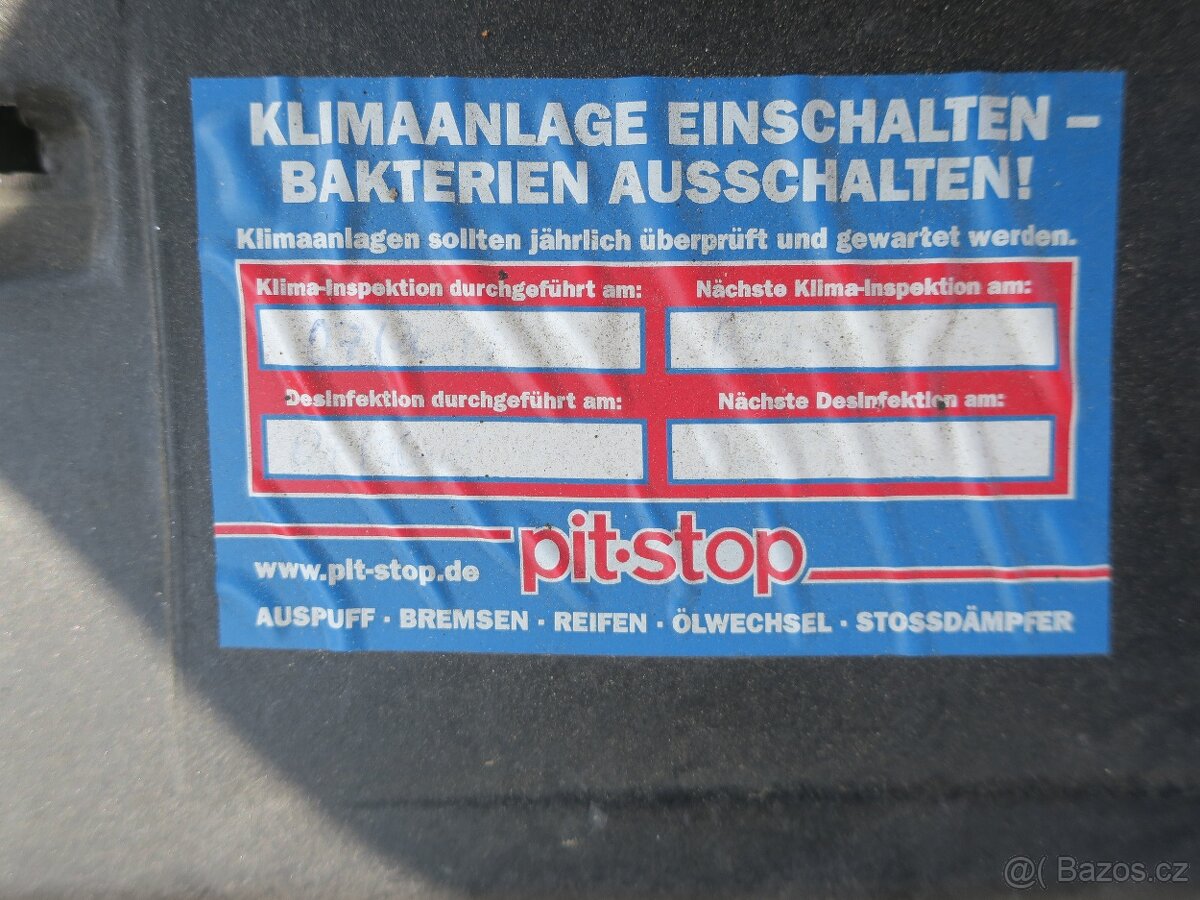 KLIMAANLAGE EINSCHALTEN –
BAKTERIEN AUSSCHALTEN!
Klimaanlagen sollten jährlich überprüft und gewartet werden.
Klima-Inspektion durchgeführt am:
Nächste Klima-Inspektion am:
Desinfektion durchgeführt am:
Nächste Desinfektion am:
pit·stop
www.pit-stop.de
AUSPUFF · BREMSEN · REIFEN · ÖLWECHSEL · STOSSDÄMPFER
@( Bazos.cz